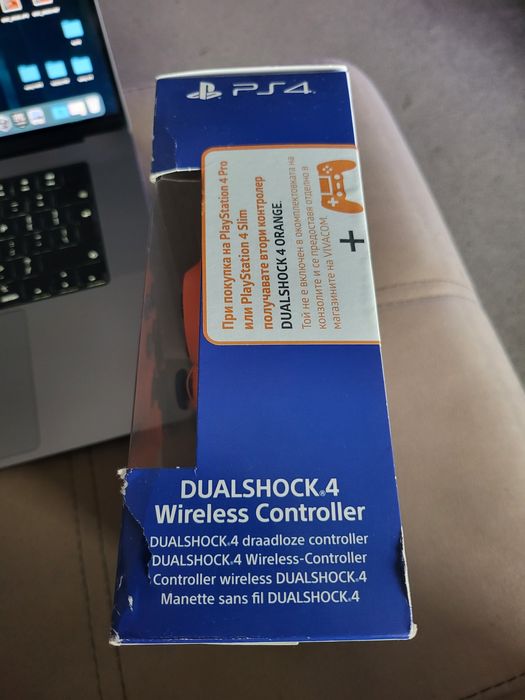 PS4
При покупка на PlayStation 4 Pro
или PlayStation 4 Slim
получавате втори контролер
DUALSHOCK 4 ORANGE.
Той не е включен в окомплектовката на
конзолите и се предоставя отделно в
магазините на VIVACOM.
+
DUALSHOCK®4
Wireless Controller
DUALSHOCK®4 draadloze controller
DUALSHOCK®4 Wireless-Controller
Controller wireless DUALSHOCK®4
Manette sans fil DUALSHOCK®4